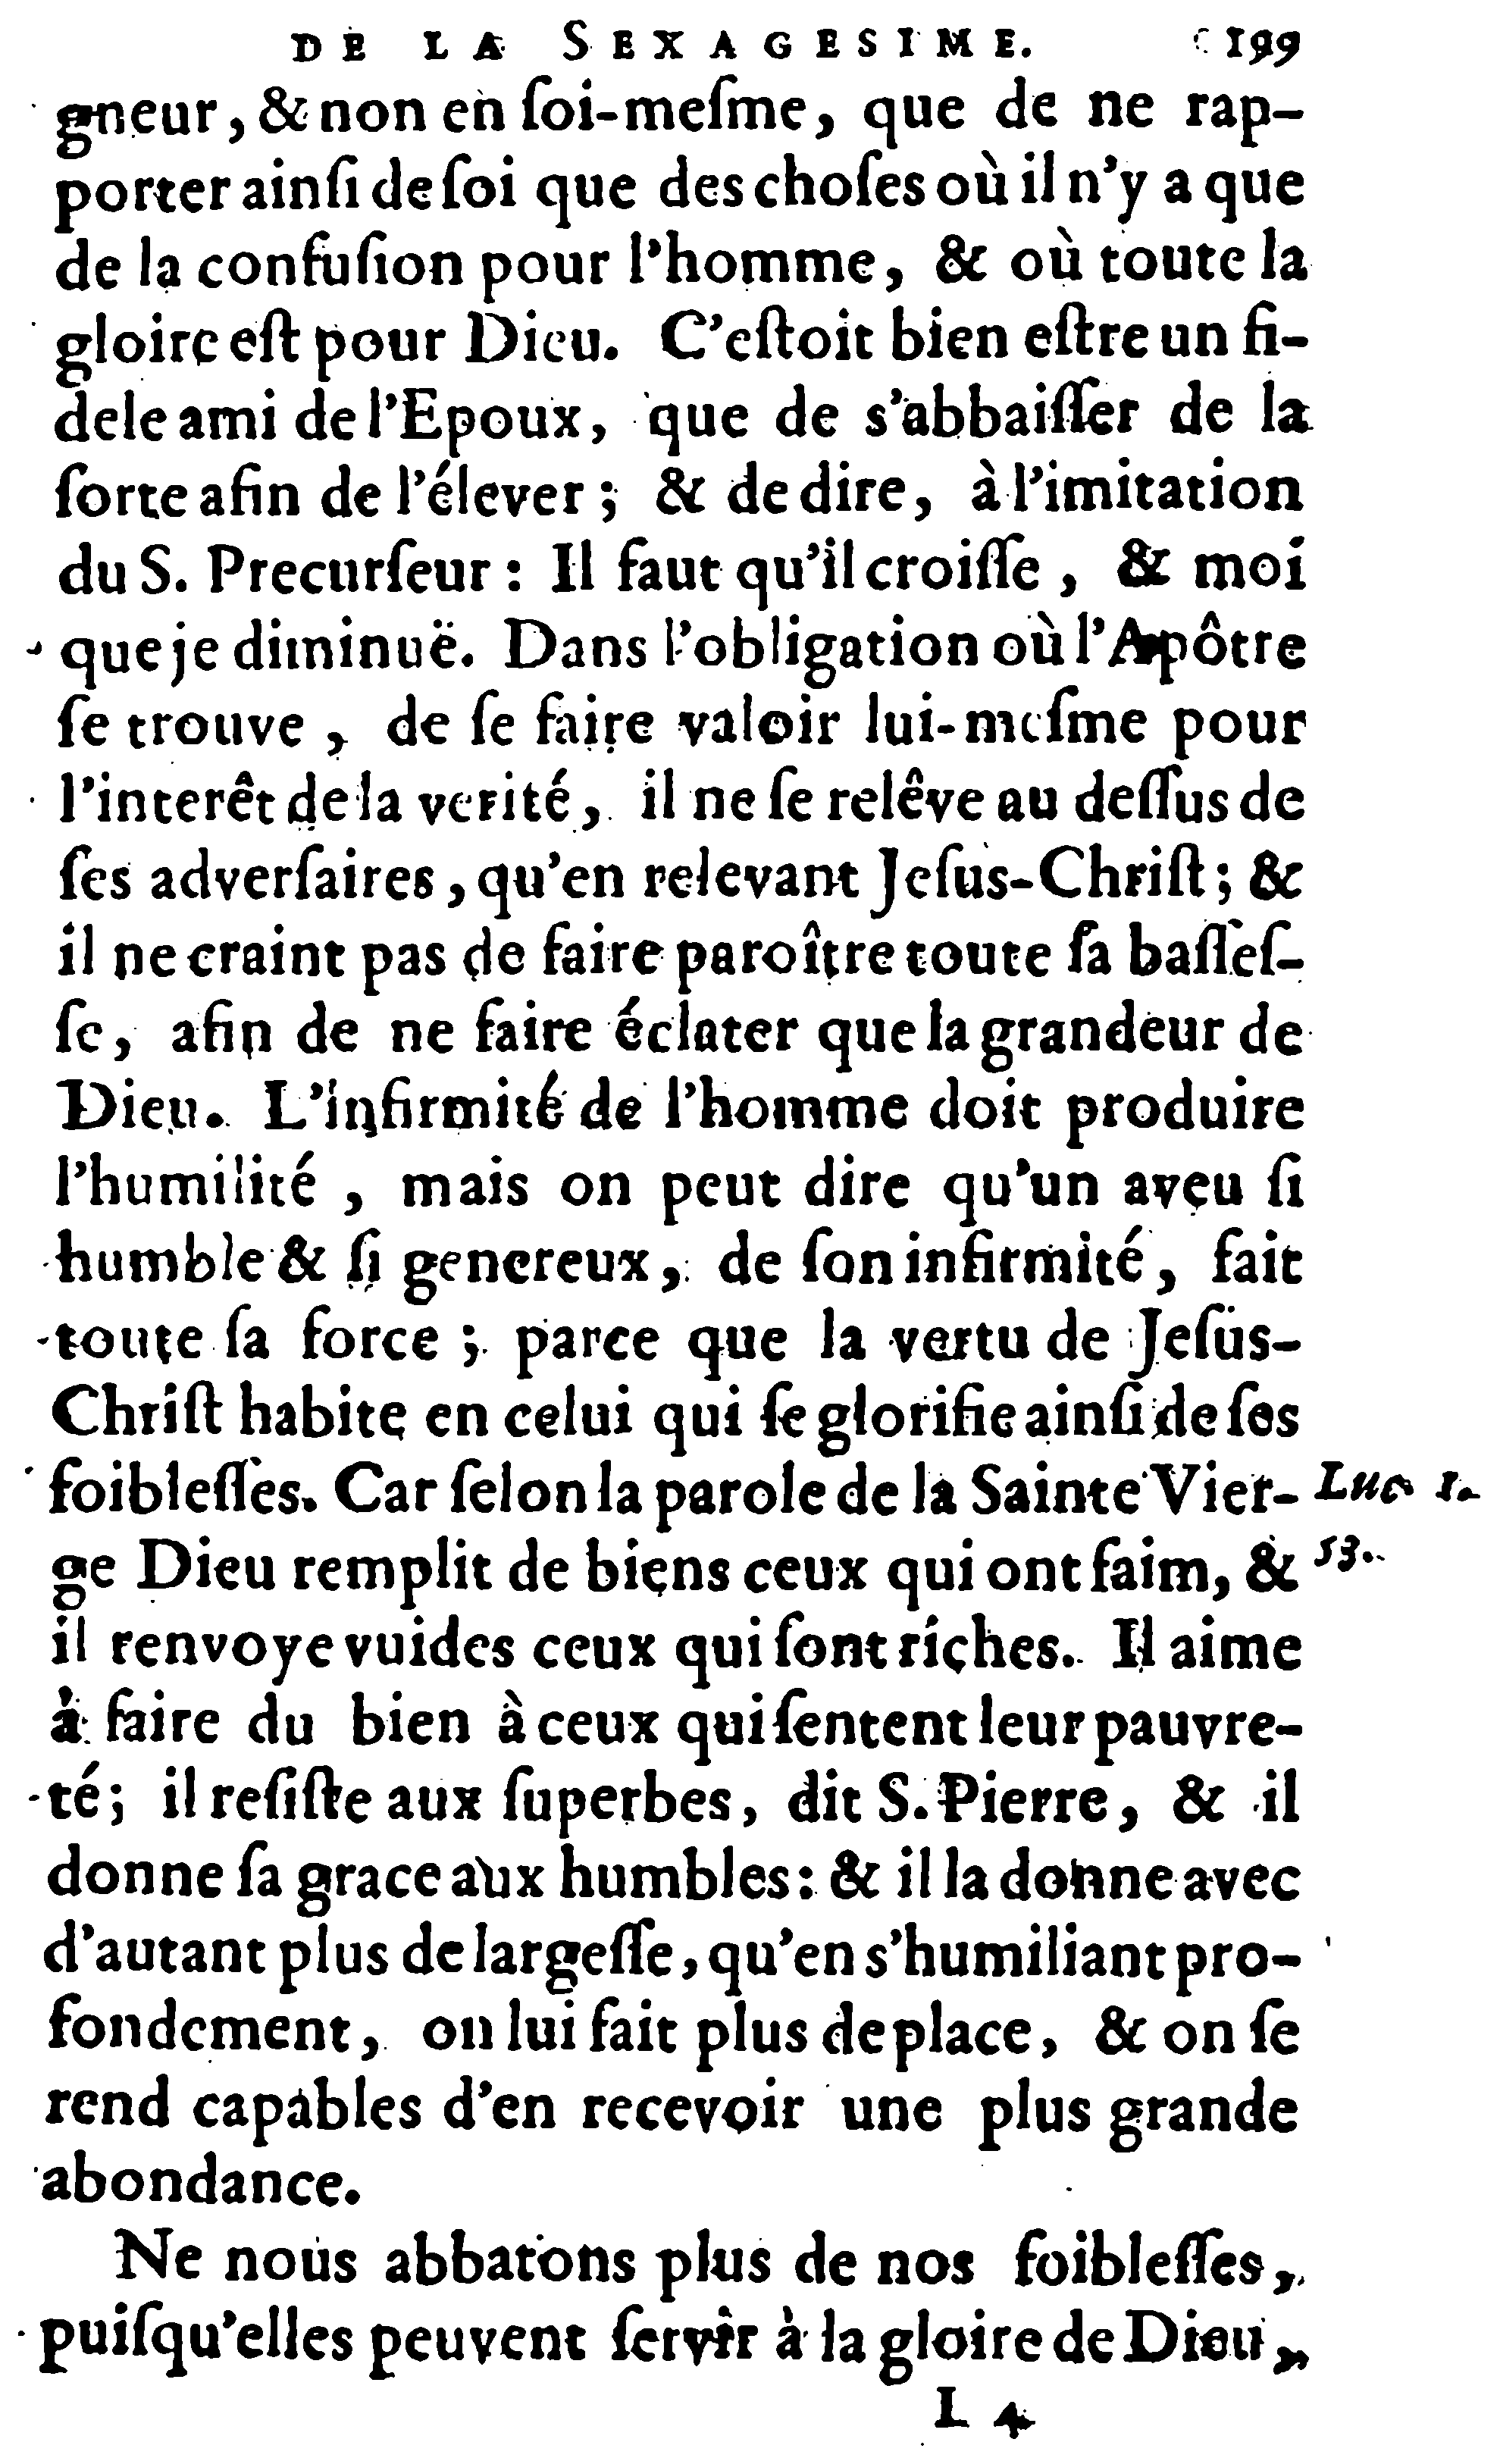 DE LA SEXAGESIME. 199
gneur, & non en ſoi-meſme, que de ne rap-
porter ainſi de ſoi que des choſes où il n'y a que
de la confuſion pour l'homme, & où toute la
gloire eſt pour Dieu. C'eſtoit bien eſtre un fi-
dele ami de l'Epoux, que de s'abbaiſſer de la
ſorte afin de l'élever ; & de dire, à l'imitation
du S. Precurſeur : Il faut qu'il croiſſe, & moi
que je diminuë. Dans l'obligation où l'Apôtre
ſe trouve, de ſe faire valoir lui-meſme pour
l'interêt de la verité, il ne ſe relêve au deſſus de
ſes adverſaires, qu'en relevant Jeſus-Chriſt ; &
il ne craint pas de faire paroître toute ſa baſſeſ-
ſe, afin de ne faire éclater que la grandeur de
Dieu. L'infirmité de l'homme doit produire
l'humilité, mais on peut dire qu'un aveu ſi
humble & ſi genereux, de ſon infirmité, fait
toute ſa force ; parce que la vertu de Jeſus-
Chriſt habite en celui qui ſe glorifie ainſi de ſes
foibleſſes. Car ſelon la parole de la Sainte Vier- Luc 1.
ge Dieu remplit de biens ceux qui ont faim, & 53.
il renvoye vuides ceux qui ſont riches. Il aime
à faire du bien à ceux qui ſentent leur pauvre-
té ; il reſiſte aux ſuperbes, dit S. Pierre, & il
donne ſa grace aux humbles : & il la donne avec
d'autant plus de largeſſe, qu'en s'humiliant pro-
fondement, on lui fait plus de place, & on ſe
rend capables d'en recevoir une plus grande
abondance.
Ne nous abbatons plus de nos foibleſſes,
puiſqu'elles peuvent ſervir à la gloire de Dieu,
L 4